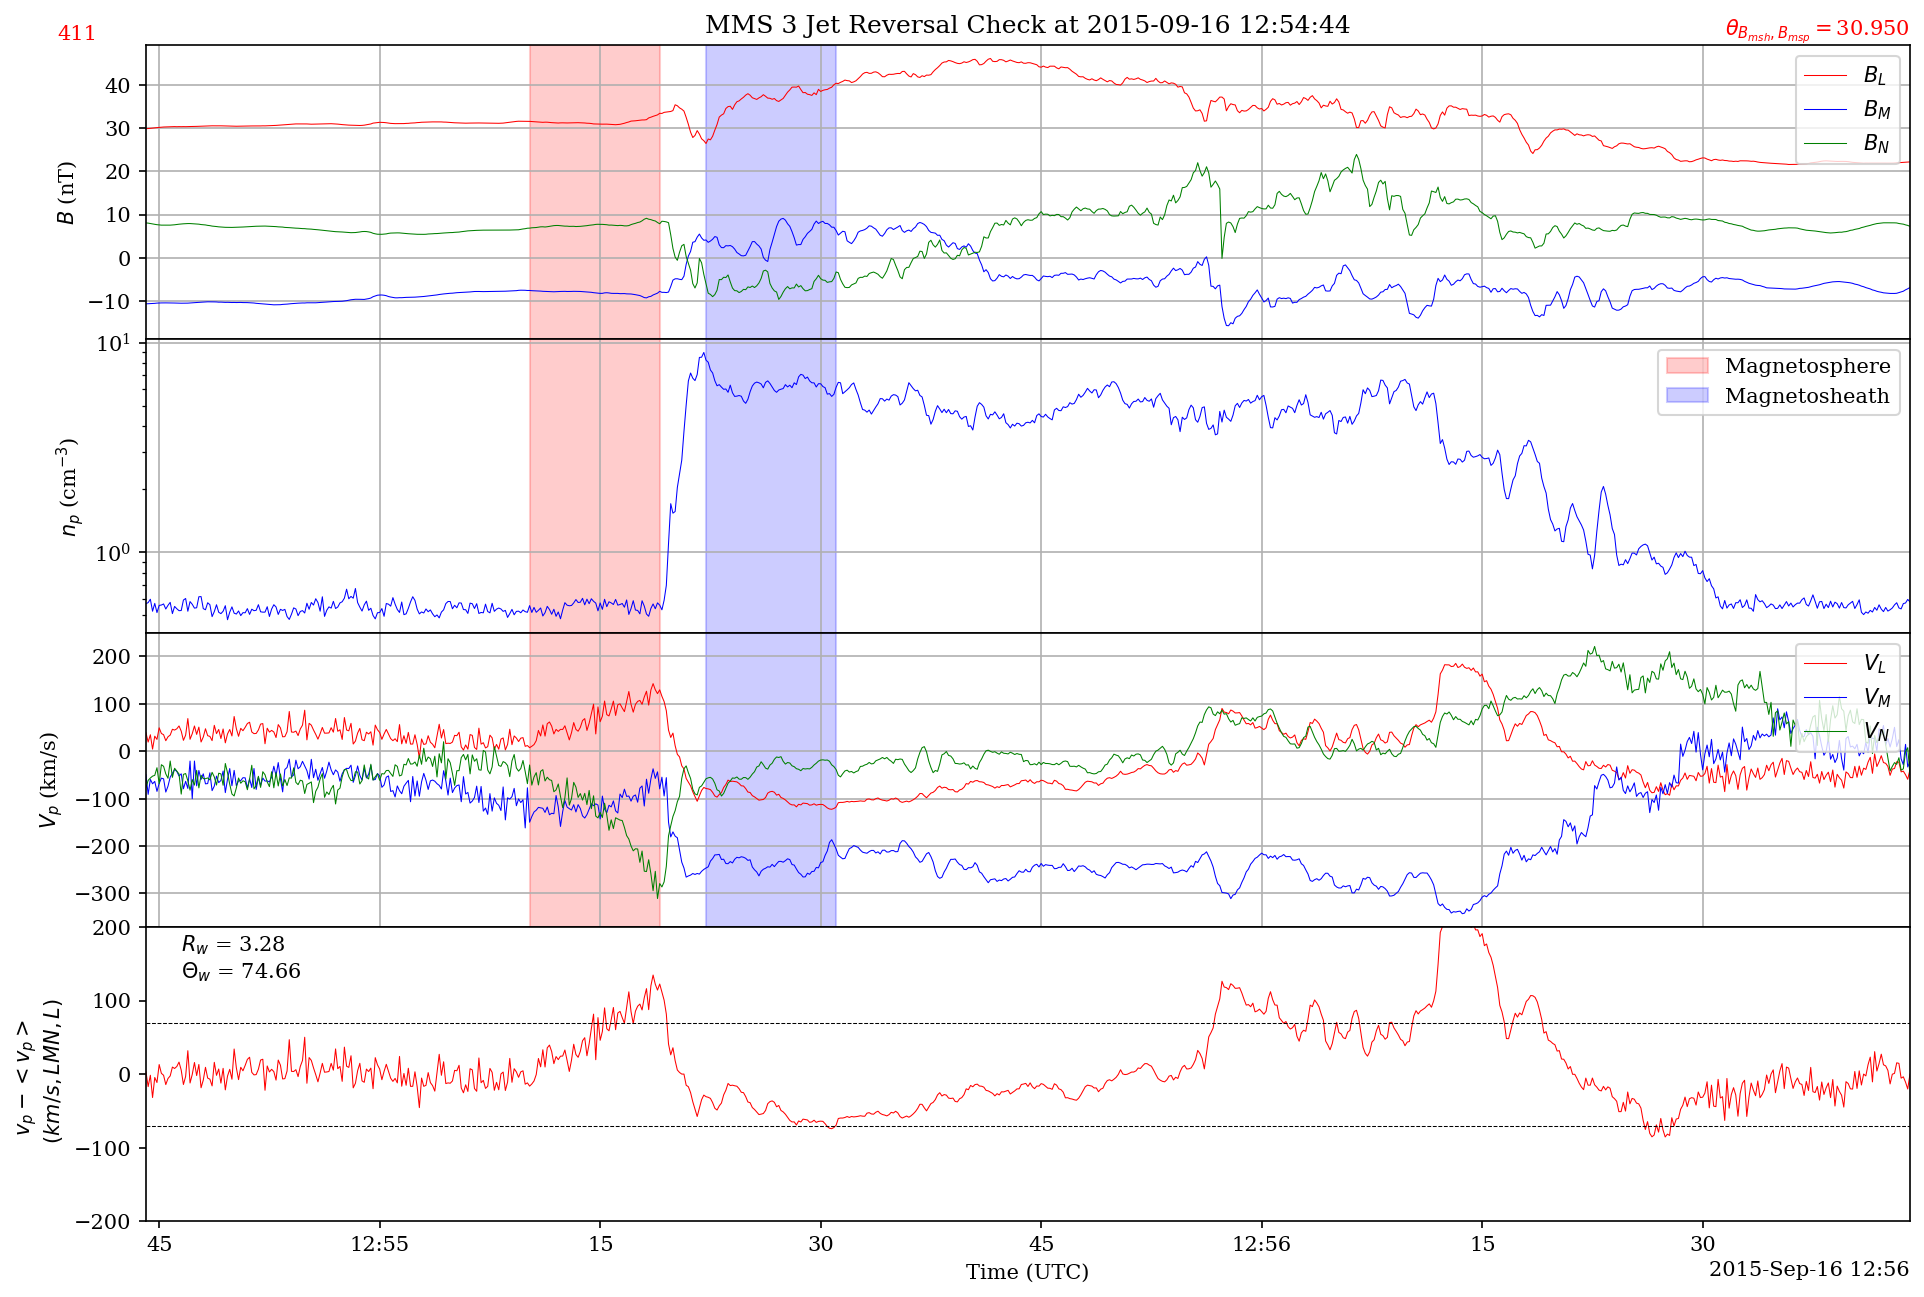 MMS 3 Jet Reversal Check at 2015-09-16 12:54:44
411
θ_{B_{msh}, B_{msp}} = 30.950
B_L
B_M
B_N
40
30
20
10
0
−10
B (nT)
10^1
10^0
n_p (cm^{−3})
Magnetosphere
Magnetosheath
200
100
0
−100
−200
−300
V_p (km/s)
V_L
V_M
V_N
R_w = 3.28
Θ_w = 74.66
200
100
0
−100
−200
v_p − < v_p >
(km/s, LMN, L)
45
12:55
15
30
45
12:56
15
30
Time (UTC)
2015-Sep-16 12:56